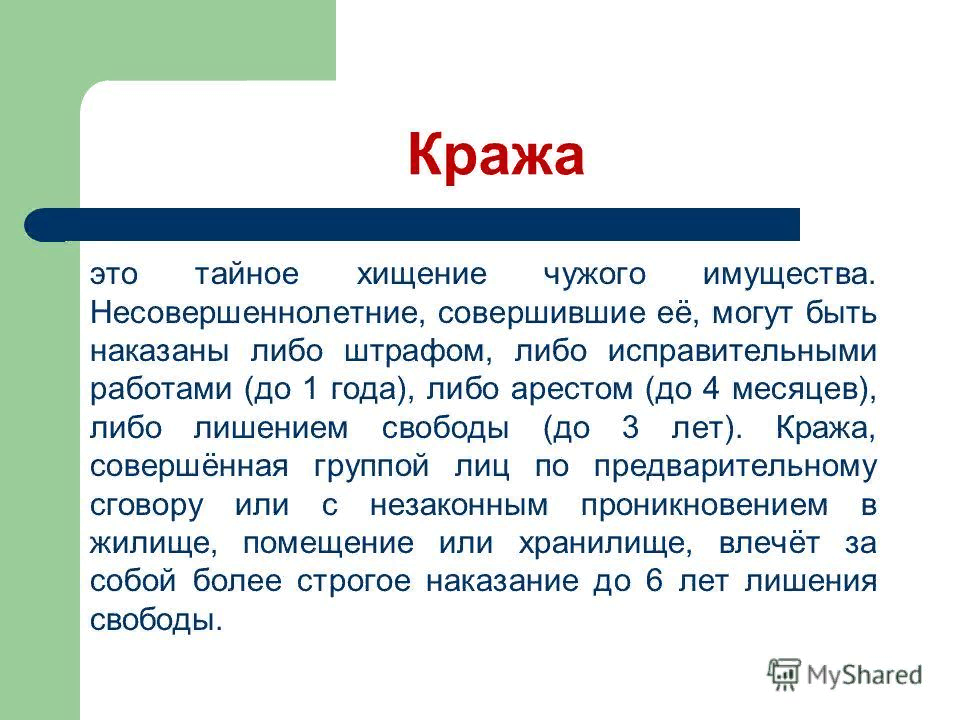 Кража
это тайное хищение чужого имущества.
Несовершеннолетние, совершившие её, могут быть
наказаны либо штрафом, либо исправительными
работами (до 1 года), либо арестом (до 4 месяцев),
либо лишением свободы (до 3 лет). Кража,
совершённая группой лиц по предварительному
сговору или с незаконным проникновением в
жилище, помещение или хранилище, влечёт за
собой более строгое наказание до 6 лет лишения
свободы.
MyShared